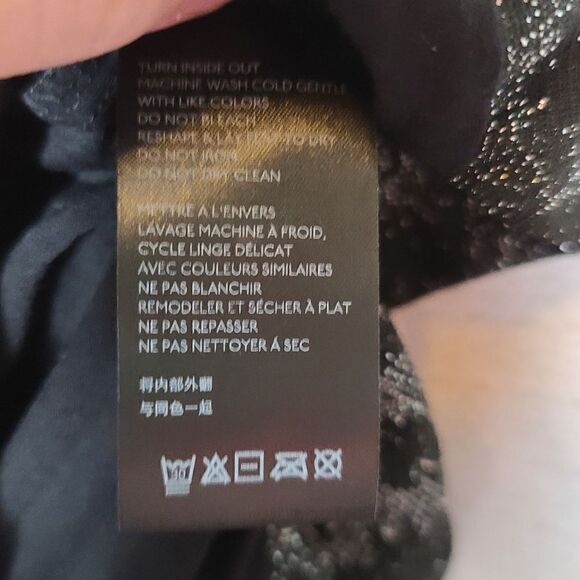 TURN INSIDE OUT
MACHINE WASH COLD GENTLE
WITH LIKE COLORS
DO NOT BLEACH
RESHAPE & LAY FLAT TO DRY
DO NOT IRON
DO NOT DRY CLEAN
METTRE A L'ENVERS
LAVAGE MACHINE À FROID,
CYCLE LINGE DÉLICAT
AVEC COULEURS SIMILAIRES
NE PAS BLANCHIR
REMODELER ET SÉCHER À PLAT
NE PAS REPASSER
NE PAS NETTOYER À SEC
将内部外翻
与同色一起
30